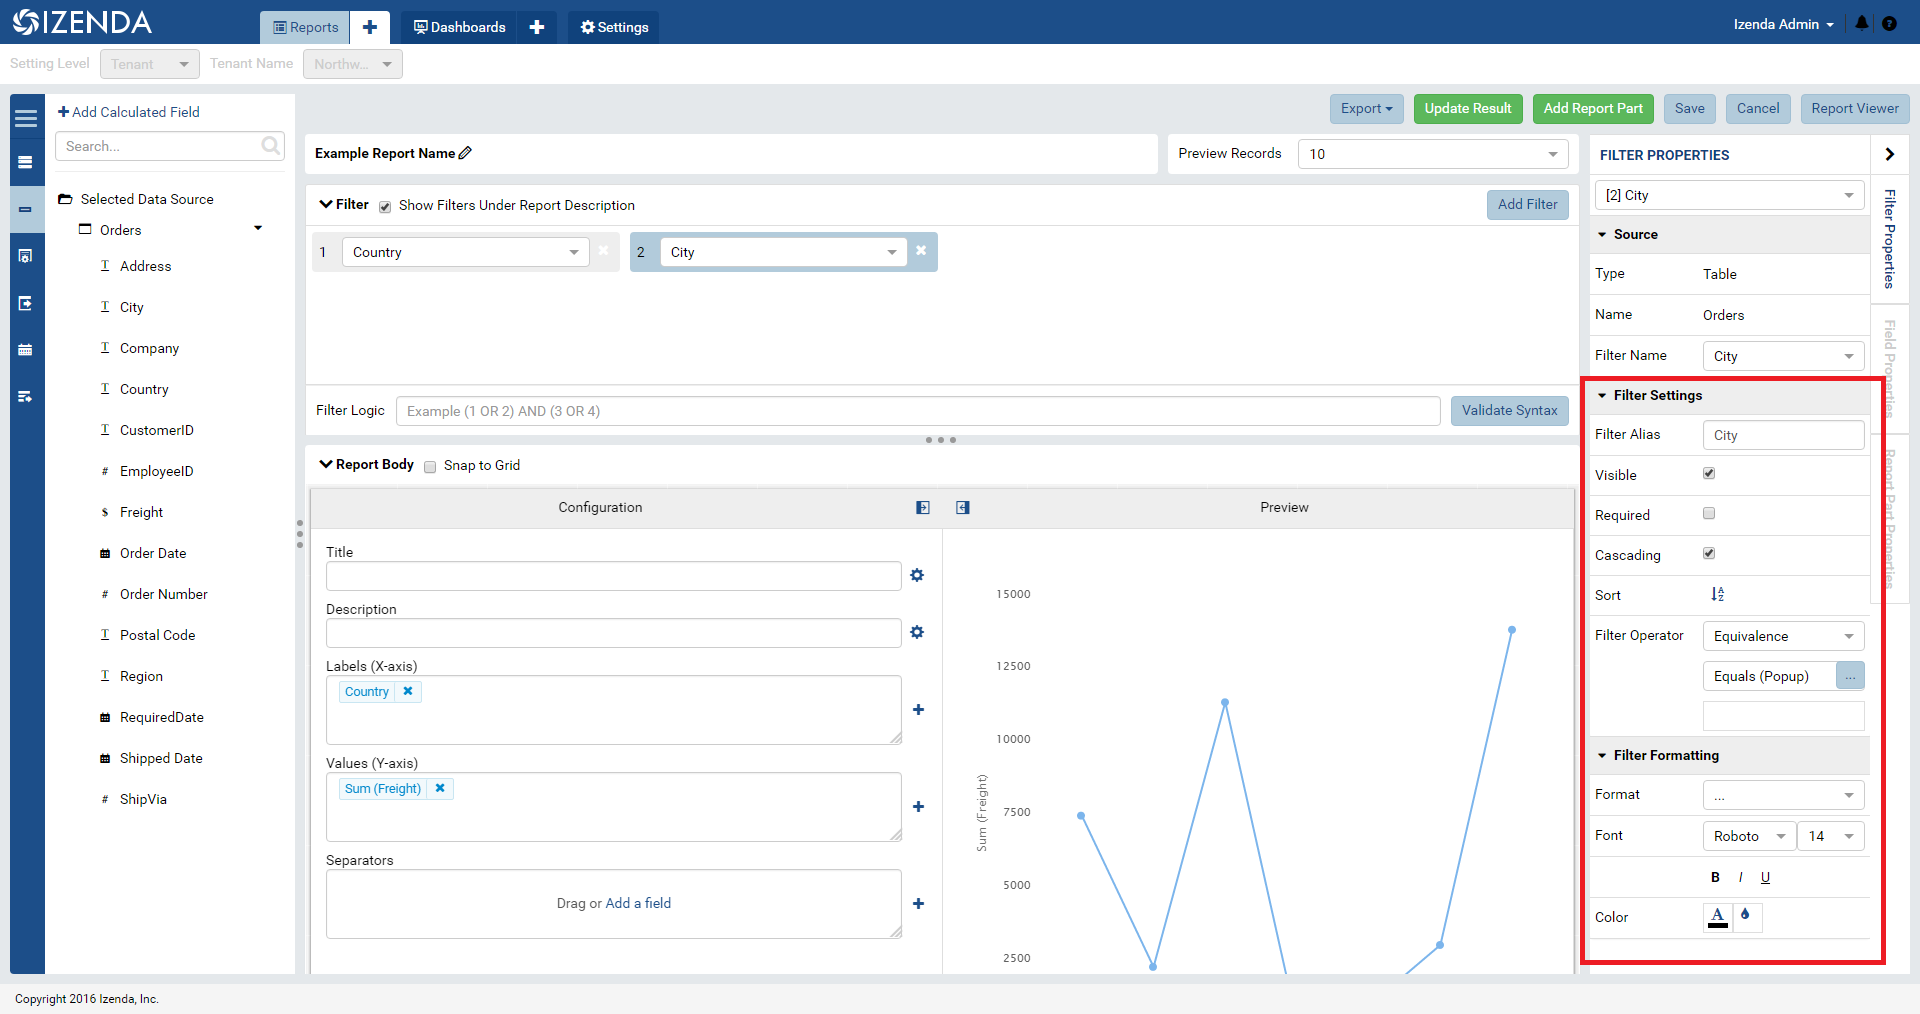 IZENDA
Reports
Dashboards
Settings
Izenda Admin
Setting Level
Tenant
Tenant Name
Northw...
Add Calculated Field
Search...
Selected Data Source
Orders
Address
City
Company
Country
CustomerID
EmployeeID
Freight
Order Date
Order Number
Postal Code
Region
RequiredDate
Shipped Date
ShipVia
Export
Update Result
Add Report Part
Save
Cancel
Report Viewer
Example Report Name
Preview Records
10
Filter
Show Filters Under Report Description
Add Filter
1
Country
2
City
Filter Logic
Example (1 OR 2) AND (3 OR 4)
Validate Syntax
Report Body
Snap to Grid
Configuration
Preview
Title
Description
Labels (X-axis)
Country
Values (Y-axis)
Sum (Freight)
Separators
Drag or Add a field
15000
12500
10000
7500
5000
2500
Sum (Freight)
FILTER PROPERTIES
[2] City
Source
Type
Table
Name
Orders
Filter Name
City
Filter Settings
Filter Alias
City
Visible
Required
Cascading
Sort
Filter Operator
Equivalence
Equals (Popup)
...
Filter Formatting
Format
...
Font
Roboto
14
B I U
Color
A
Filter Properties
Field Properties
Report Part Properties
Copyright 2016 Izenda, Inc.